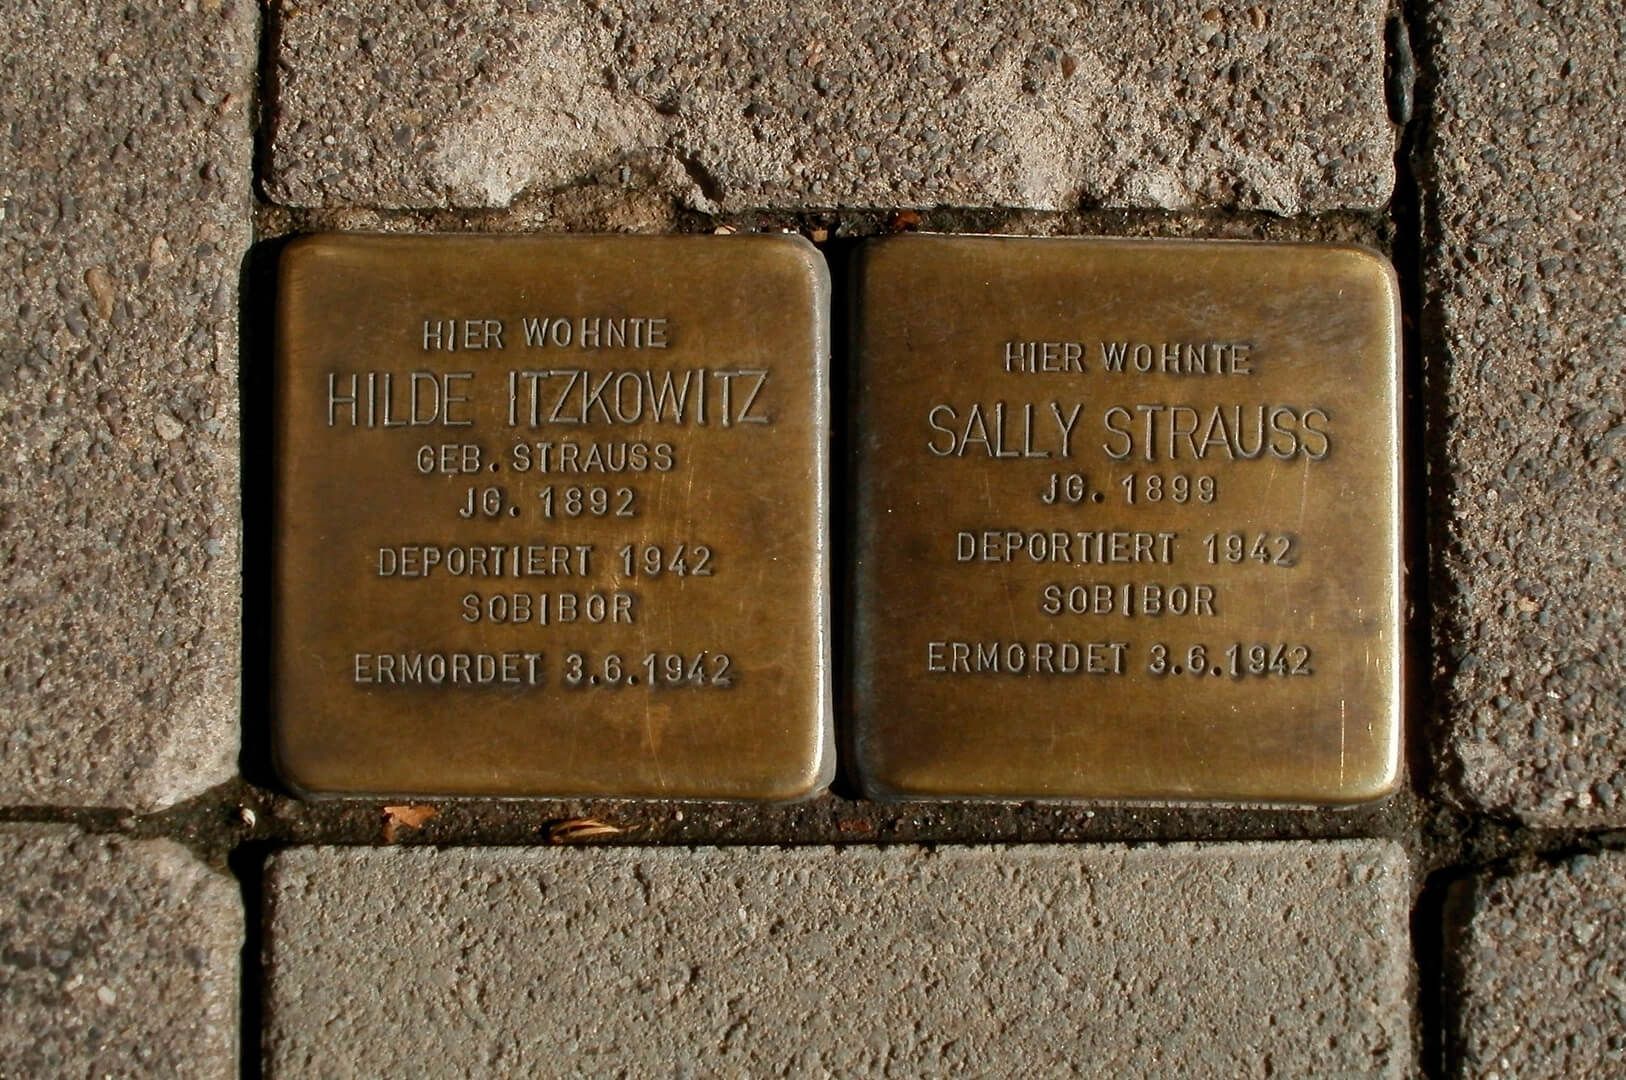 HIER WOHNTE
HILDE ITZKOWITZ
GEB. STRAUSS
JG. 1892
DEPORTIERT 1942
SOBIBOR
ERMORDET 3.6.1942
HIER WOHNTE
SALLY STRAUSS
JG. 1899
DEPORTIERT 1942
SOBIBOR
ERMORDET 3.6.1942